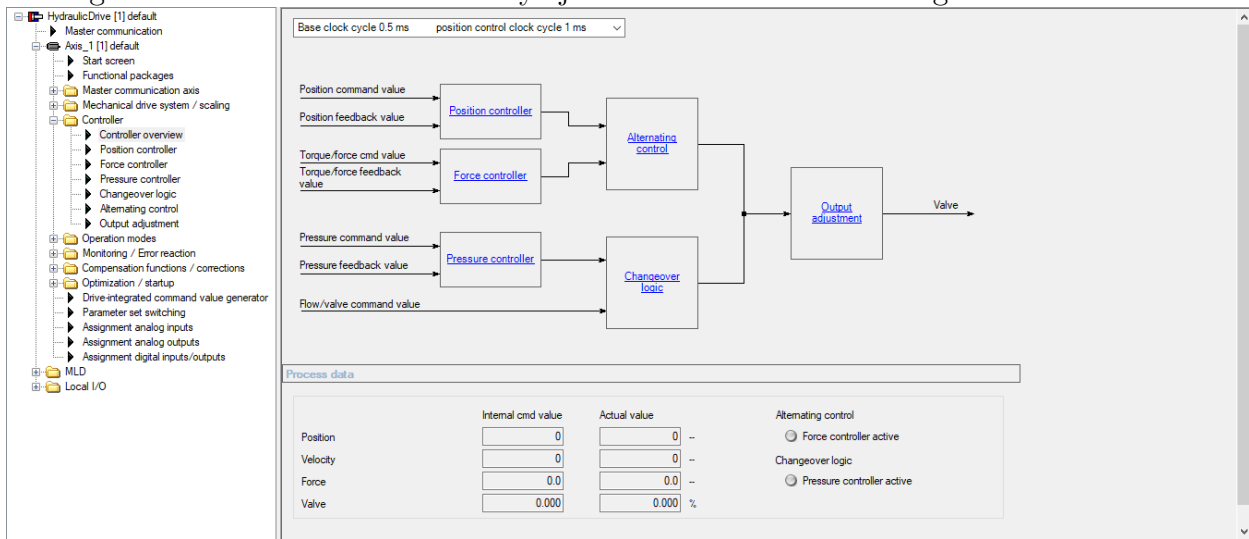 HydraulicDrive [1] default
Master communication
Axis_1 [1] default
Start screen
Functional packages
Master communication axis
Mechanical drive system / scaling
Controller
Controller overview
Position controller
Force controller
Pressure controller
Changeover logic
Alternating control
Output adjustment
Operation modes
Monitoring / Error reaction
Compensation functions / corrections
Optimization / startup
Drive-integrated command value generator
Parameter set switching
Assignment analog inputs
Assignment analog outputs
Assignment digital inputs/outputs
MLD
Local I/O
Base clock cycle 0.5 ms position control clock cycle 1 ms
Position command value
Position feedback value
Position controller
Torque/force cmd value
Torque/force feedback
value
Force controller
Alternating
control
Pressure command value
Pressure feedback value
Pressure controller
Flow/valve command value
Changeover
logic
Output
adjustment
Valve
Process data
Internal cmd value Actual value Alternating control
Position 0 0 -- Force controller active
Velocity 0 0 -- Changeover logic
Force 0.0 0.0 -- Pressure controller active
Valve 0.000 0.000 %